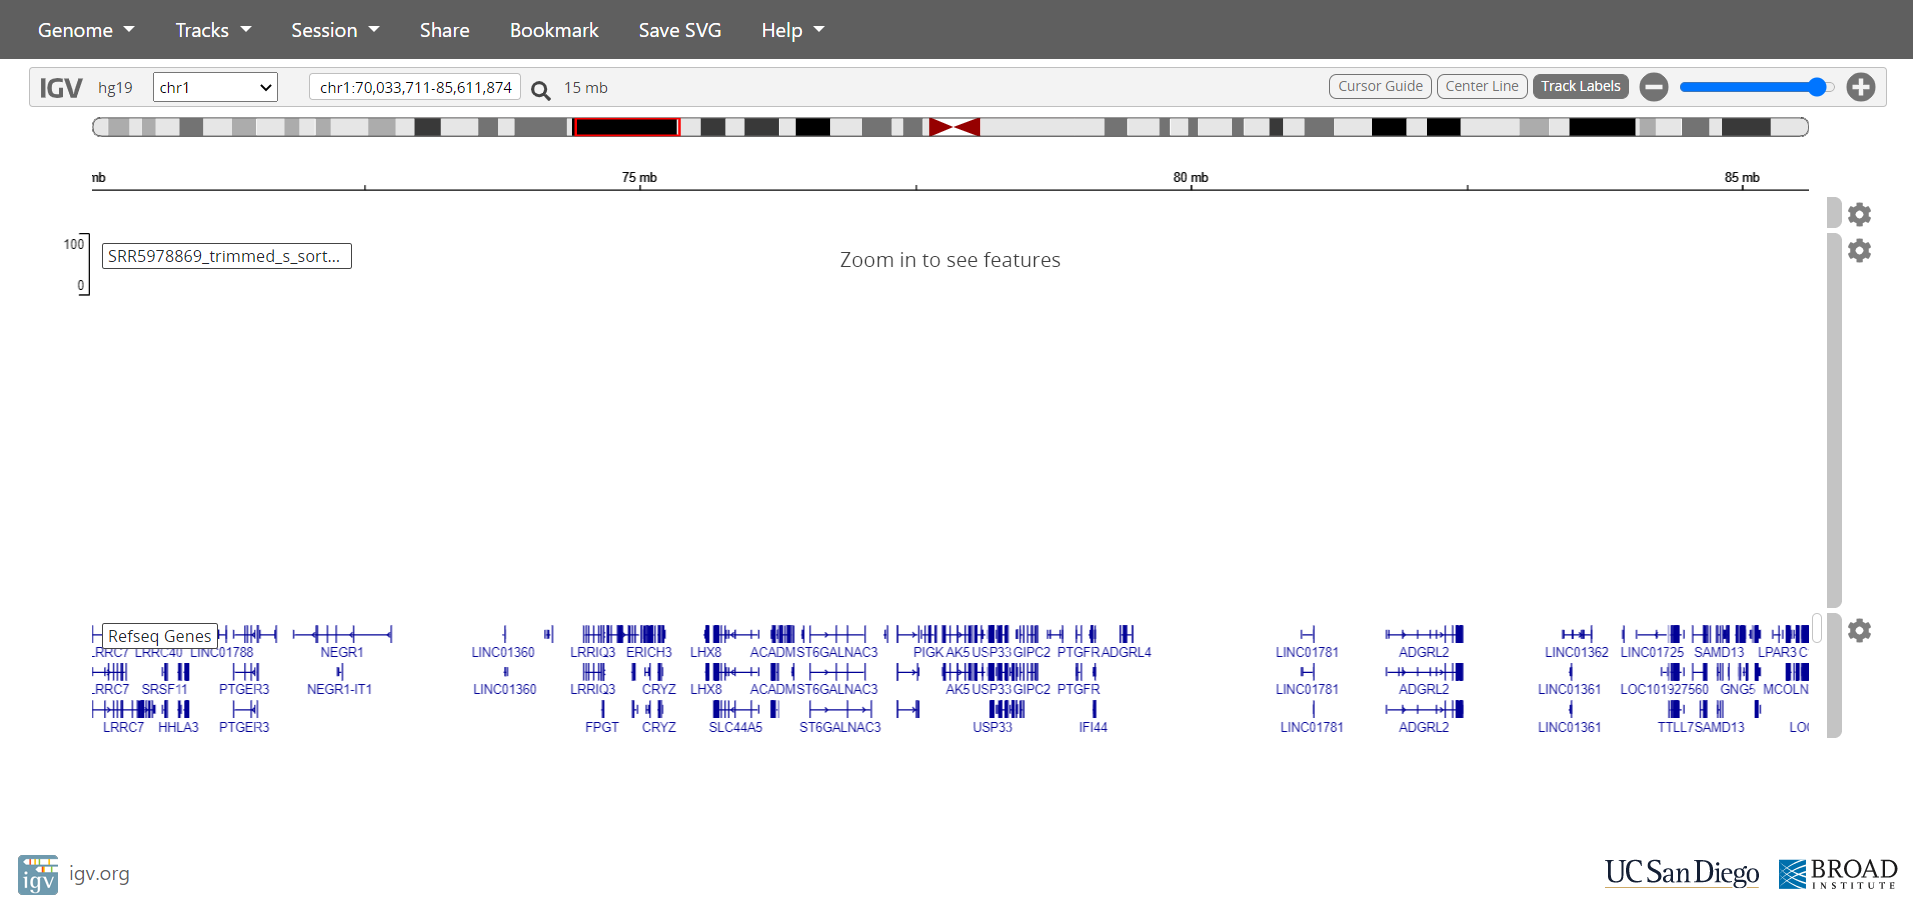 Genome Tracks Session Share Bookmark Save SVG Help
IGV hg19 chr1 chr1:70,033,711-85,611,874 15 mb Cursor Guide Center Line Track Labels
mb 75 mb 80 mb 85 mb
100
SRR5978869_trimmed_s_sort...
Zoom in to see features
0
Refseq Genes
LRRC7 LRRC40 LINC01788 NEGR1 LINC01360 LRRIQ3 ERICH3 LHX8 ACADM ST6GALNAC3 PIGK AK5 USP33 GIPC2 PTGFR ADGRL4 LINC01781 ADGRL2 LINC01362 LINC01725 SAMD13 LPAR3 C
LRRC7 SRSF11 PTGER3 NEGR1-IT1 LINC01360 LRRIQ3 CRYZ LHX8 ACADM ST6GALNAC3 AK5 USP33 GIPC2 PTGFR LINC01781 ADGRL2 LINC01361 LOC101927560 GNG5 MCOLN
LRRC7 HHLA3 PTGER3 FPGT CRYZ SLC44A5 ST6GALNAC3 USP33 IFI44 LINC01781 ADGRL2 LINC01361 TTLL7 SAMD13 LO
igv igv.org
UC San Diego
BROAD
INSTITUTE